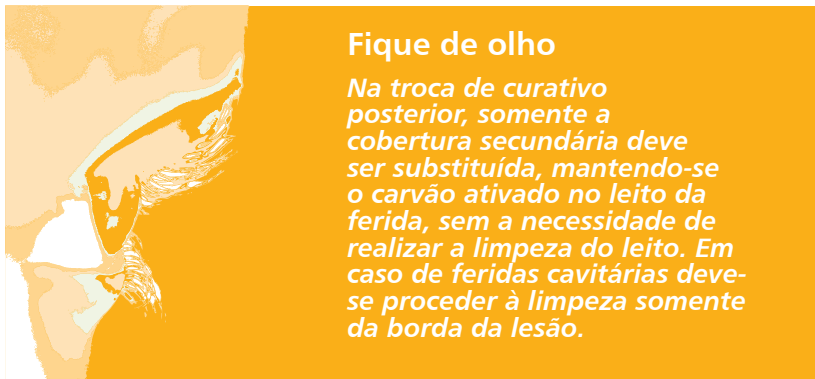 Fique de olho
Na troca de curativo
posterior, somente a
cobertura secundária deve
ser substituída, mantendo-se
o carvão ativado no leito da
ferida, sem a necessidade de
realizar a limpeza do leito. Em
caso de feridas cavitárias deve-
se proceder à limpeza somente
da borda da lesão.